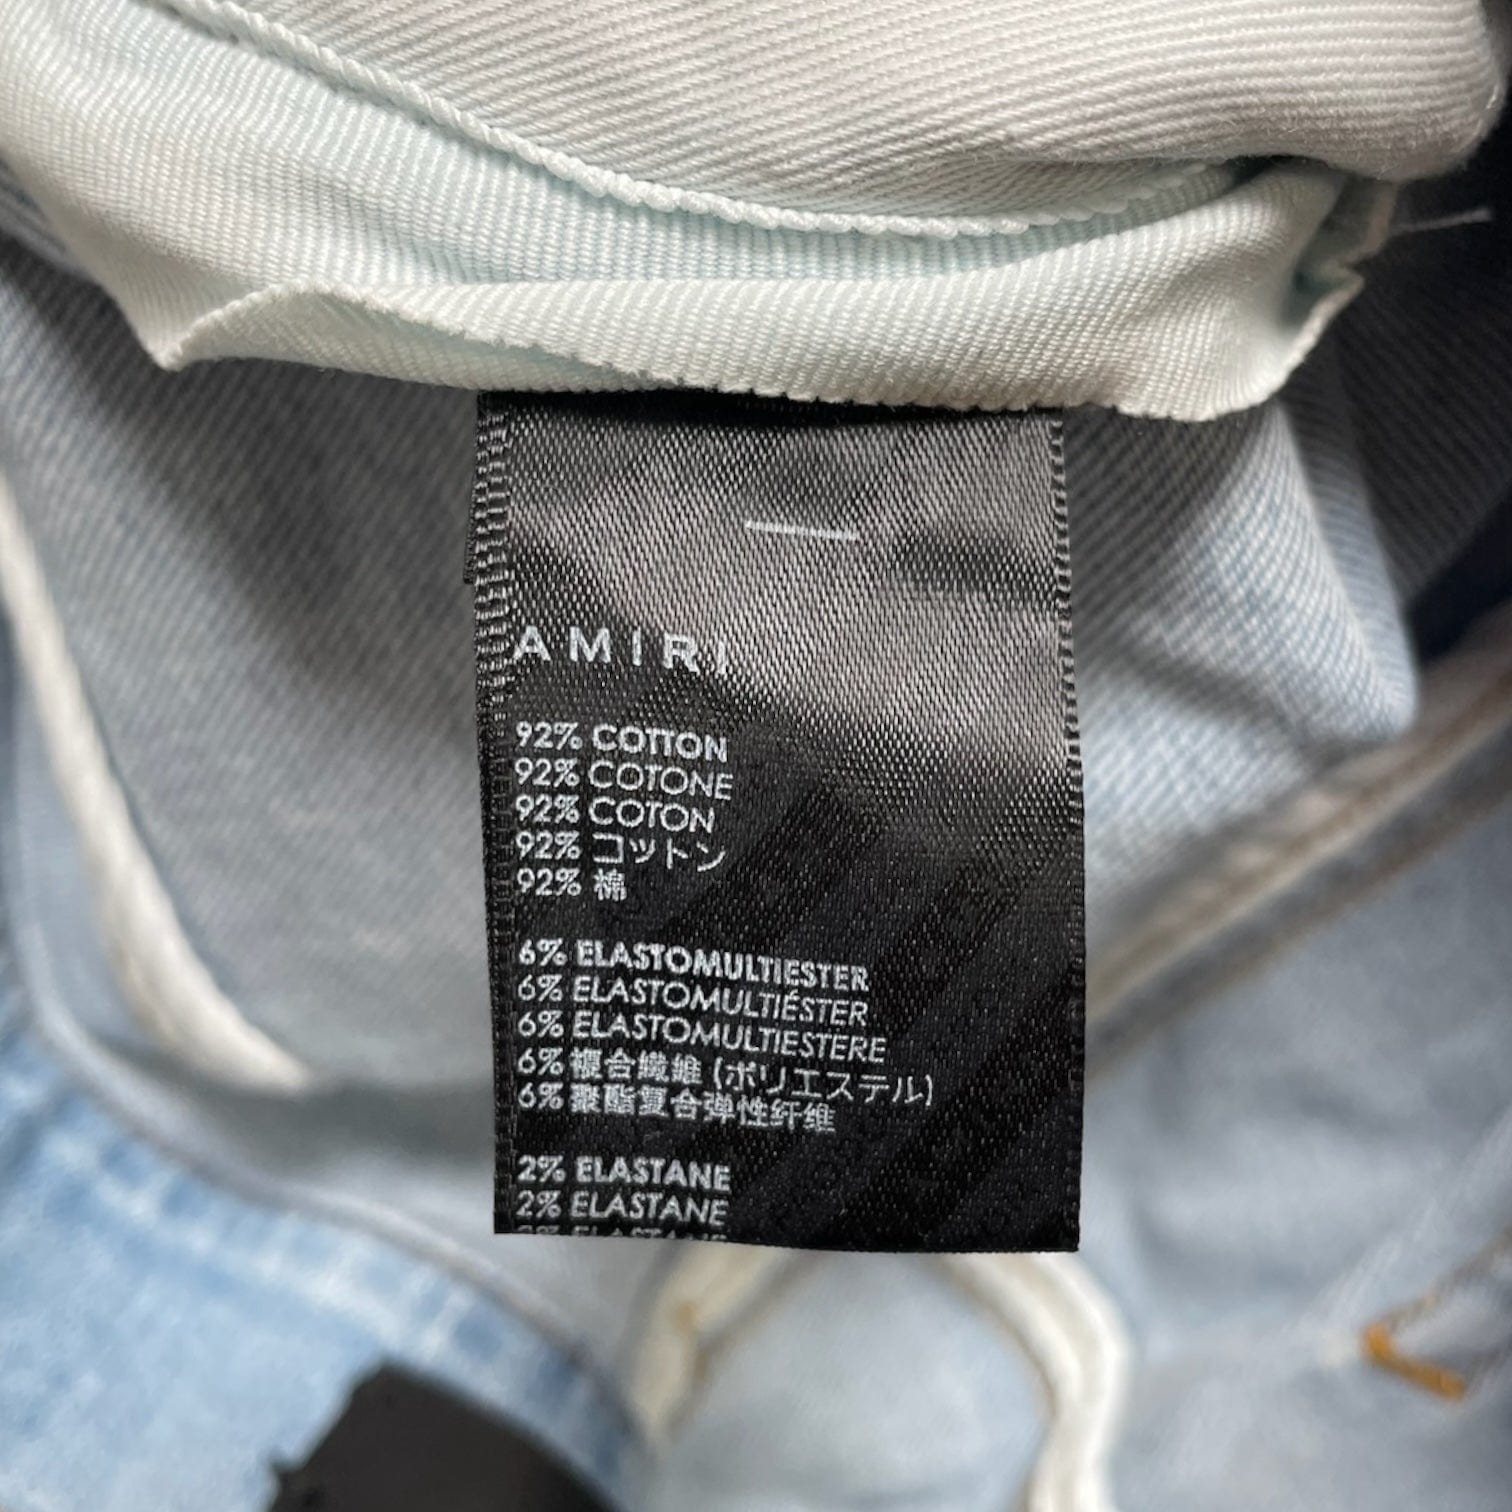 AMIRI
92% COTTON
92% COTONE
92% COTON
92% コットン
92% 棉
6% ELASTOMULTIESTER
6% ELASTOMULTIÉSTER
6% ELASTOMULTIESTERE
6% 複合繊維 (ポリエステル)
6% 聚酯复合弹性纤维
2% ELASTANE
2% ELASTANE